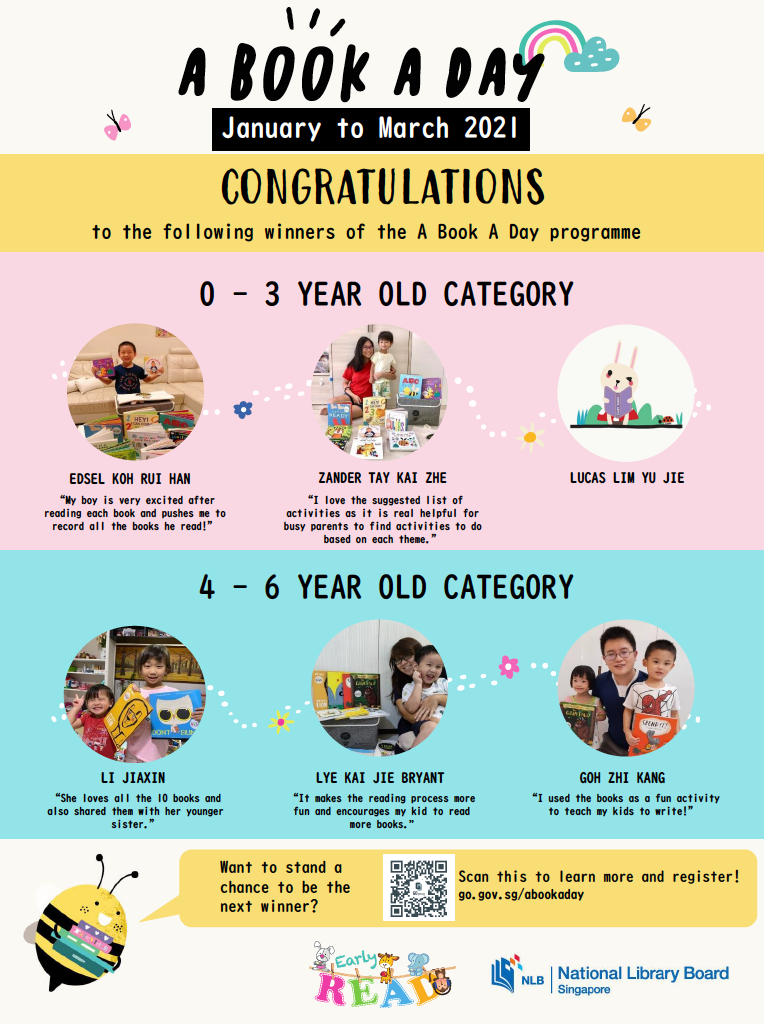 A BOOK A DAY
January to March 2021
CONGRATULATIONS
to the following winners of the A Book A Day programme
0 - 3 YEAR OLD CATEGORY
EDSEL KOH RUI HAN
"My boy is very excited after
reading each book and pushes me to
record all the books he read!"
ZANDER TAY KAI ZHE
"I love the suggested list of
activities as it is real helpful for
busy parents to find activities to do
based on each theme."
LUCAS LIM YU JIE
4 - 6 YEAR OLD CATEGORY
LI JIAXIN
"She loves all the 10 books and
also shared them with her younger
sister."
LYE KAI JIE BRYANT
"It makes the reading process more
fun and encourages my kid to read
more books."
GOH ZHI KANG
"I used the books as a fun activity
to teach my kids to write!"
Want to stand a
chance to be the
next winner?
Scan this to learn more and register!
go.gov.sg/abookaday
Early
READ
NLB
National Library Board
Singapore